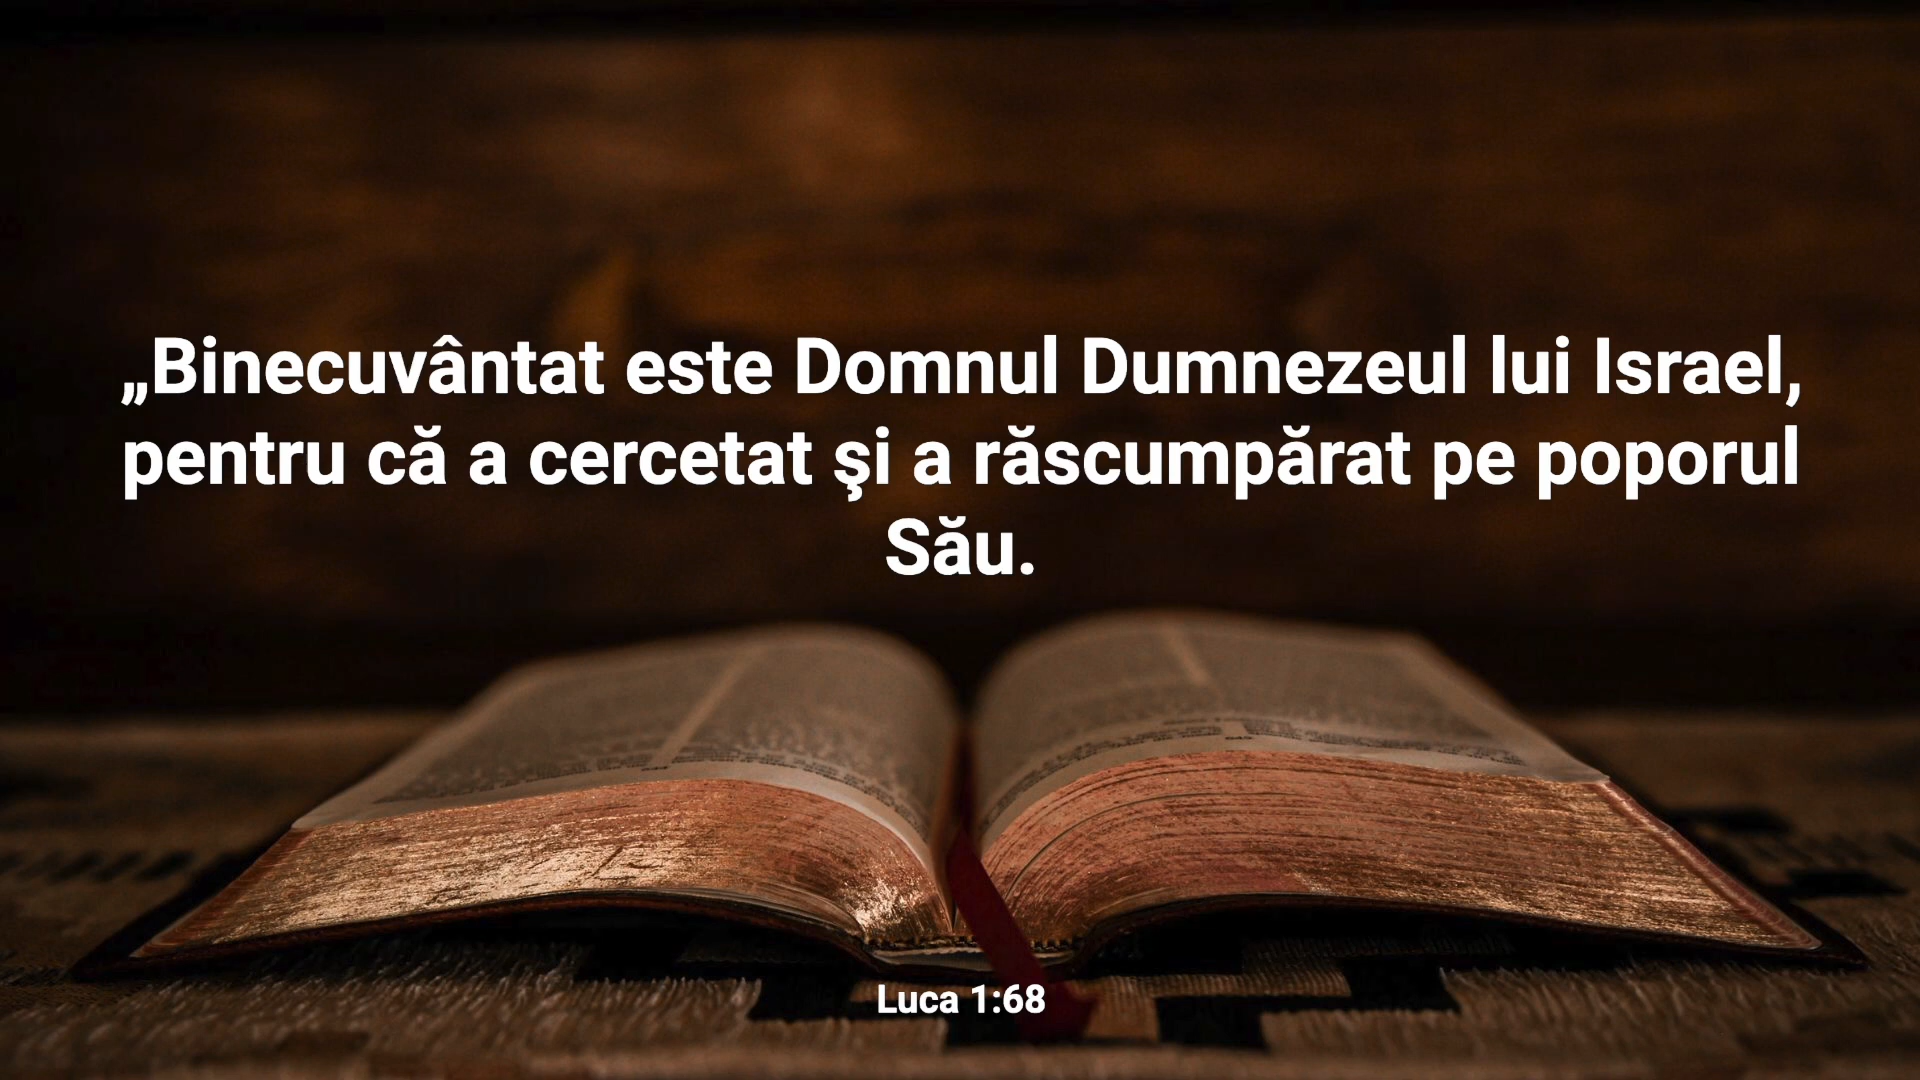 „Binecuvântat este Domnul Dumnezeul lui Israel,
pentru că a cercetat şi a răscumpărat pe poporul
Său.
Luca 1:68